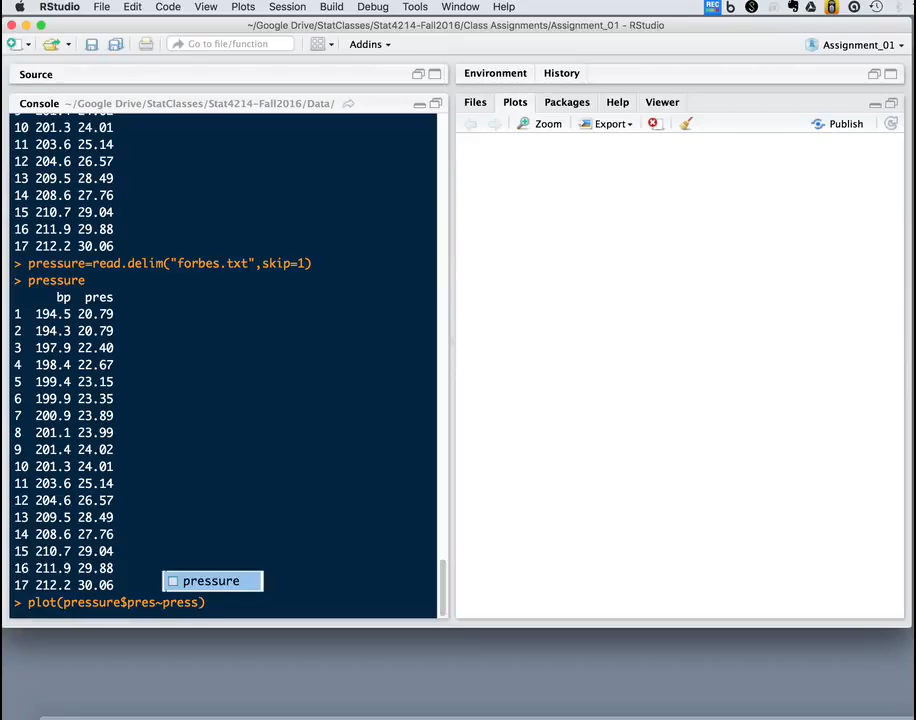 RStudio File Edit Code View Plots Session Build Debug Tools Window Help REC
~/Google Drive/StatClasses/Stat4214-Fall2016/Class Assignments/Assignment_01 - RStudio
Go to file/function Addins Assignment_01
Source
Console ~/Google Drive/StatClasses/Stat4214-Fall2016/Data/
10 201.3 24.01
11 203.6 25.14
12 204.6 26.57
13 209.5 28.49
14 208.6 27.76
15 210.7 29.04
16 211.9 29.88
17 212.2 30.06
> pressure=read.delim("forbes.txt",skip=1)
> pressure
bp pres
1 194.5 20.79
2 194.3 20.79
3 197.9 22.40
4 198.4 22.67
5 199.4 23.15
6 199.9 23.35
7 200.9 23.89
8 201.1 23.99
9 201.4 24.02
10 201.3 24.01
11 203.6 25.14
12 204.6 26.57
13 209.5 28.49
14 208.6 27.76
15 210.7 29.04
16 211.9 29.88
17 212.2 30.06
pressure
> plot(pressure$pres~press)
Environment History
Files Plots Packages Help Viewer
Zoom Export Publish